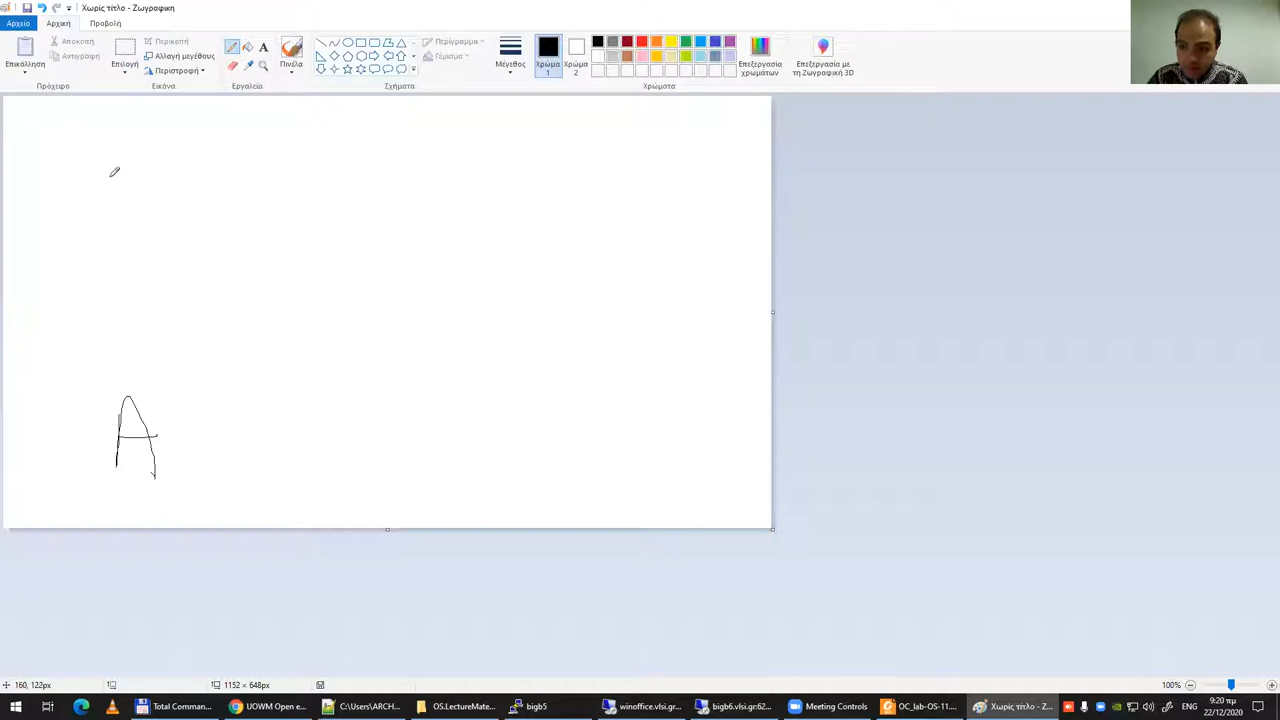 Χωρίς τίτλο - Ζωγραφικη
Αρχείο Αρχική Προβολή
Επικόλληση
Αποκοπή
Αντιγραφή
Πρόχειρο
Επιλογή
Περικοπή
Αλλαγή μεγέθους
Περιστροφή
Εικόνα
A
Εργαλεία
Πινέλα
Περίγραμμα
Γέμισμα
Σχήματα
Μέγεθος
Χρώμα
1
Χρώμα
2
Επεξεργασία
χρωμάτων
Επεξεργασία με
τη Ζωγραφική 3D
Χρώματα
A
160, 122px
1152 × 648px
100%
Total Comman...
UOWM Open e...
C:\Users\ARCH...
OS.LectureMate...
bigb5
winoffice.vlsi.gr...
bigb6.vlsi.gr:62...
Meeting Controls
OC_lab-OS-11....
Χωρίς τίτλο - Ζ...
ENG
9:20 πμ
22/12/2020